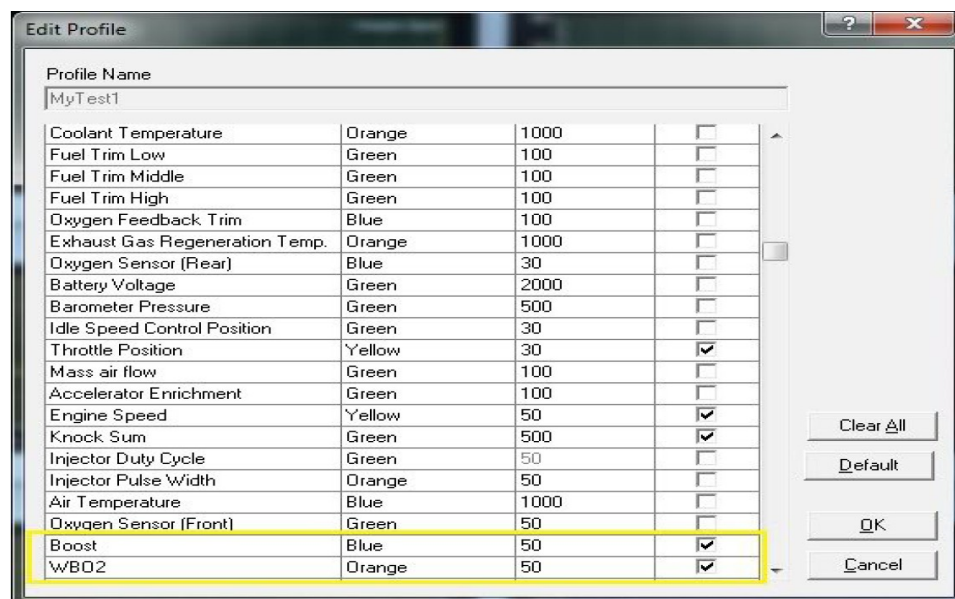 Edit Profile
Profile Name
MyTest1
Coolant Temperature Orange 1000
Fuel Trim Low Green 100
Fuel Trim Middle Green 100
Fuel Trim High Green 100
Oxygen Feedback Trim Blue 100
Exhaust Gas Regeneration Temp. Orange 1000
Oxygen Sensor (Rear) Blue 30
Battery Voltage Green 2000
Barometer Pressure Green 500
Idle Speed Control Position Green 30
Throttle Position Yellow 30
Mass air flow Green 100
Accelerator Enrichment Green 100
Engine Speed Yellow 50
Knock Sum Green 500
Injector Duty Cycle Green 50
Injector Pulse Width Orange 50
Air Temperature Blue 1000
Oxygen Sensor (Front) Green 50
Boost Blue 50
WBO2 Orange 50
Clear All
Default
OK
Cancel